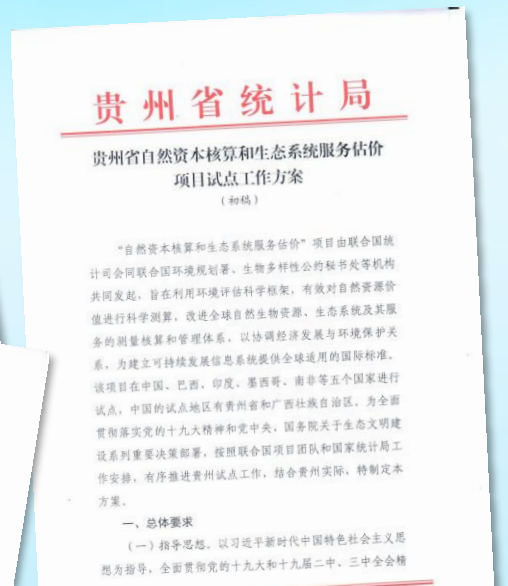 贵州省统计局
贵州省自然资本核算和生态系统服务估价
项目试点工作方案
（初稿）
“自然资本核算和生态系统服务估价”项目由联合国统
计司会同联合国环境规划署、生物多样性公约秘书处等机构
共同发起，旨在利用环境评估科学框架，有效对自然资源价
值进行科学测算，改进全球自然生物资源、生态系统及其服
务的测量核算和管理体系，以协调经济发展与环境保护关
系，为建立可持续发展信息系统提供全球适用的国际标准。
该项目在中国、巴西、印度、墨西哥、南非等五个国家进行
试点，中国的试点地区有贵州省和广西壮族自治区。为全面
贯彻落实党的十九大精神和党中央、国务院关于生态文明建
设系列重要决策部署，按照联合国项目团队和国家统计局工
作安排，有序推进贵州试点工作，结合贵州实际，特制定本
方案。
一、总体要求
（一）指导思想。以习近平新时代中国特色社会主义思
想为指导，全面贯彻党的十九大和十九届二中、三中全会精